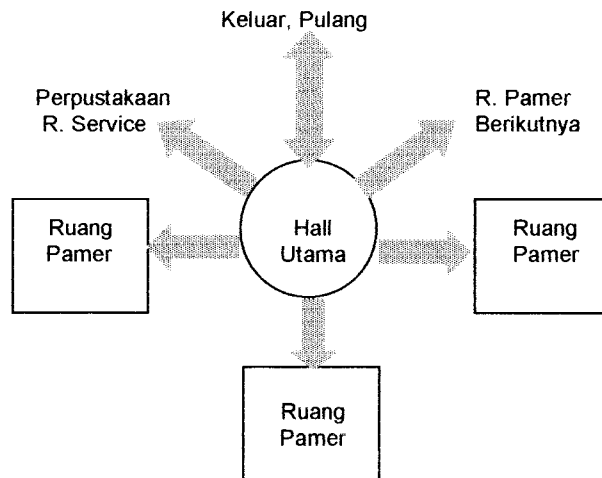 Keluar, Pulang
Perpustakaan
R. Service
R. Pamer
Berikutnya
Ruang
Pamer
Hall
Utama
Ruang
Pamer
Ruang
Pamer